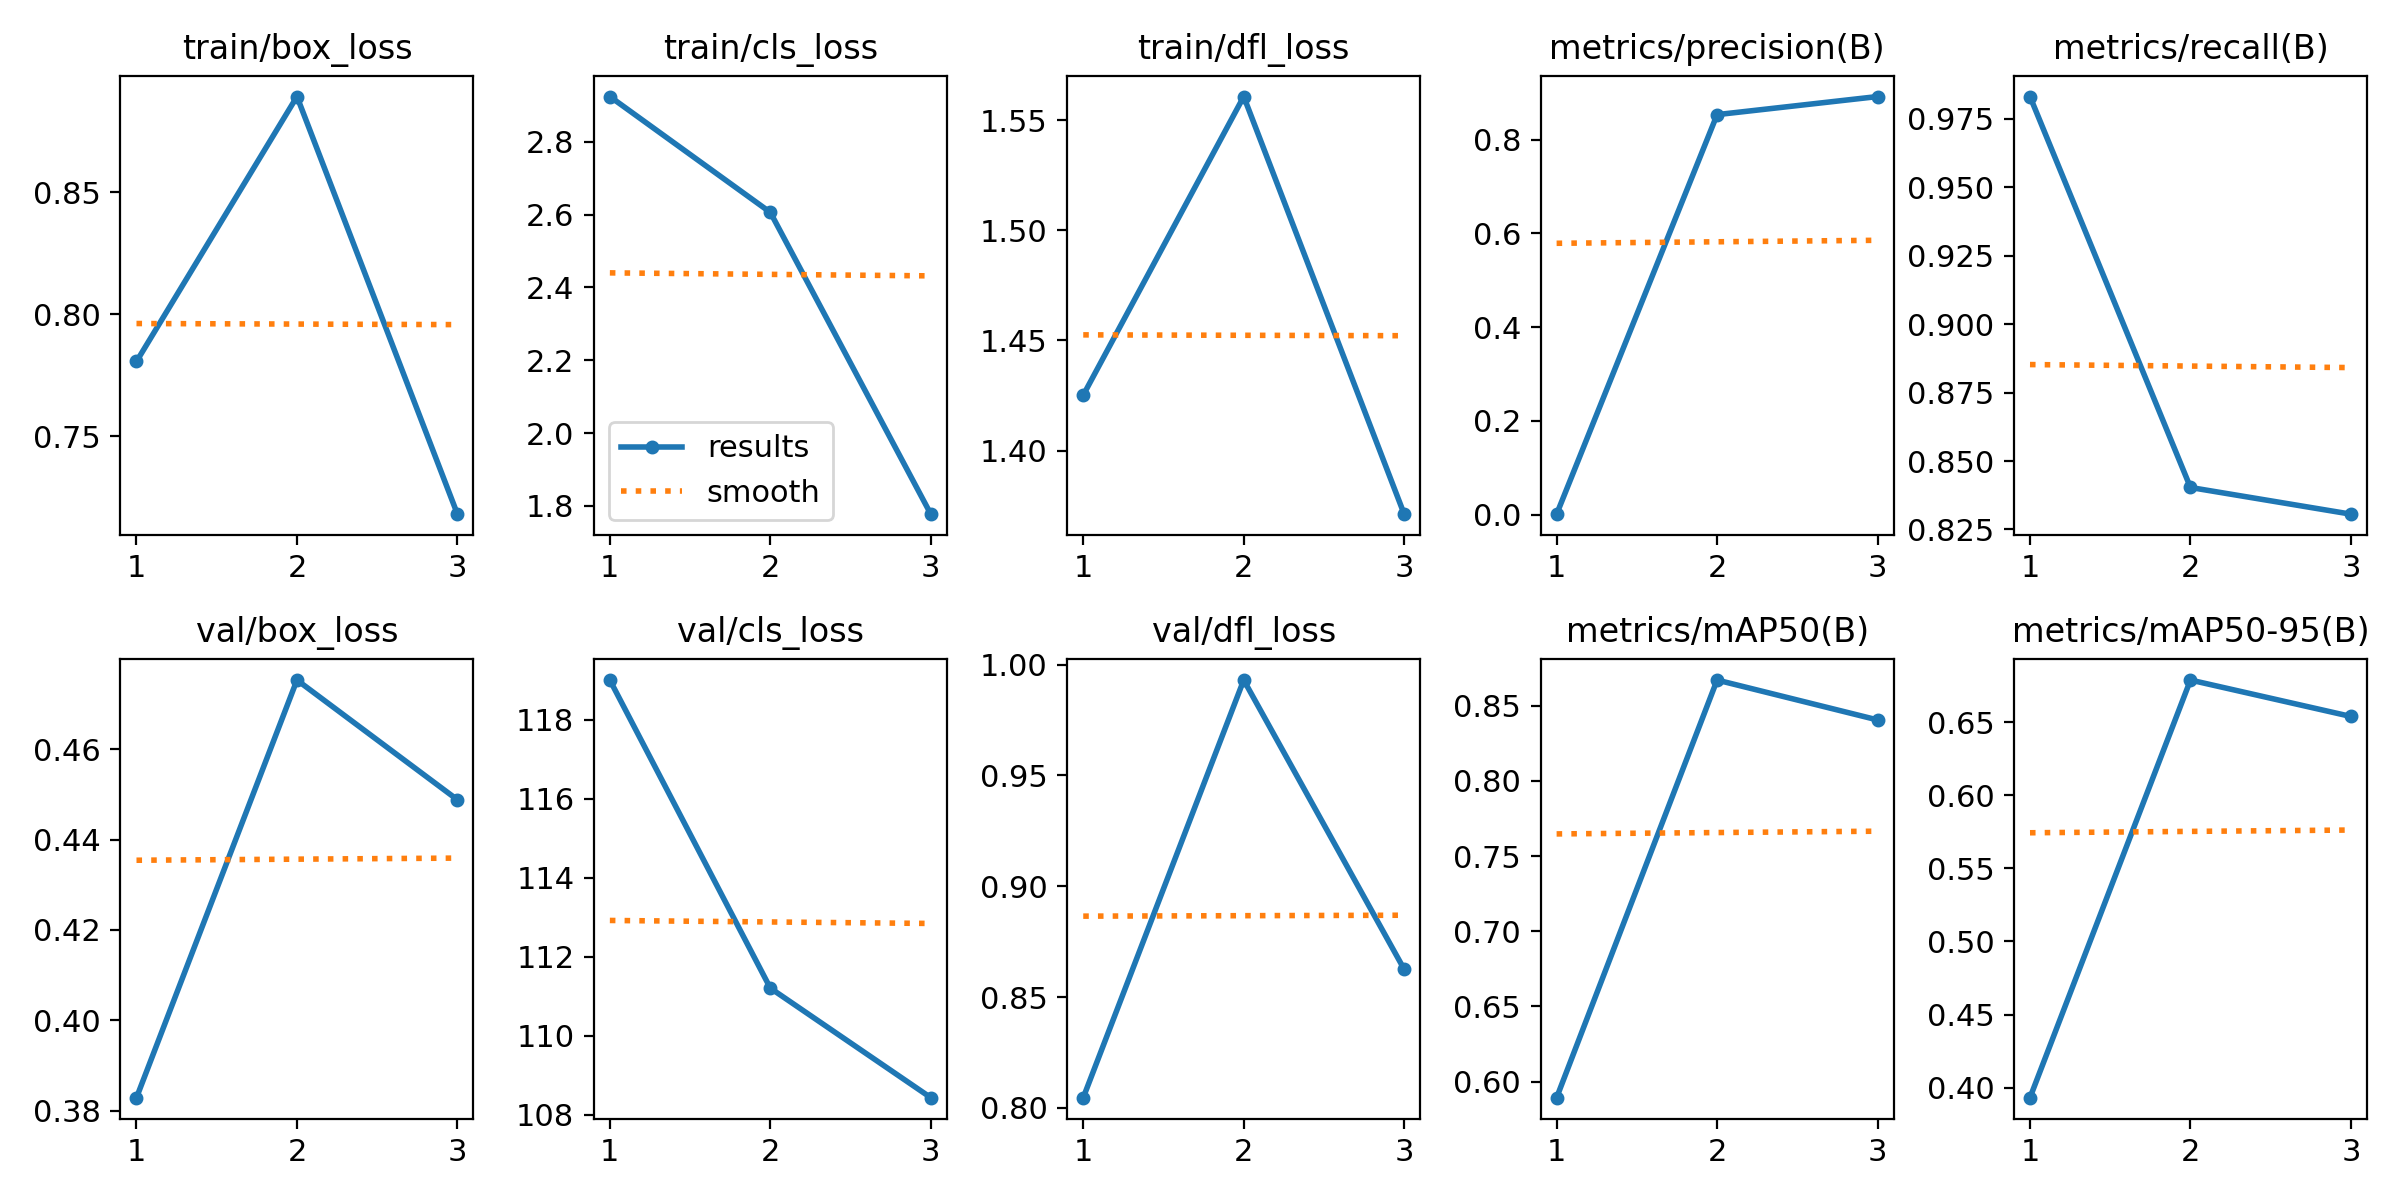 train/box_loss
0.85
0.80
0.75
1 2 3
train/cls_loss
2.8
2.6
2.4
2.2
2.0
1.8
results
smooth
1 2 3
train/dfl_loss
1.55
1.50
1.45
1.40
1 2 3
metrics/precision(B)
0.8
0.6
0.4
0.2
0.0
1 2 3
metrics/recall(B)
0.975
0.950
0.925
0.900
0.875
0.850
0.825
1 2 3
val/box_loss
0.46
0.44
0.42
0.40
0.38
1 2 3
val/cls_loss
118
116
114
112
110
108
1 2 3
val/dfl_loss
1.00
0.95
0.90
0.85
0.80
1 2 3
metrics/mAP50(B)
0.85
0.80
0.75
0.70
0.65
0.60
1 2 3
metrics/mAP50-95(B)
0.65
0.60
0.55
0.50
0.45
0.40
1 2 3